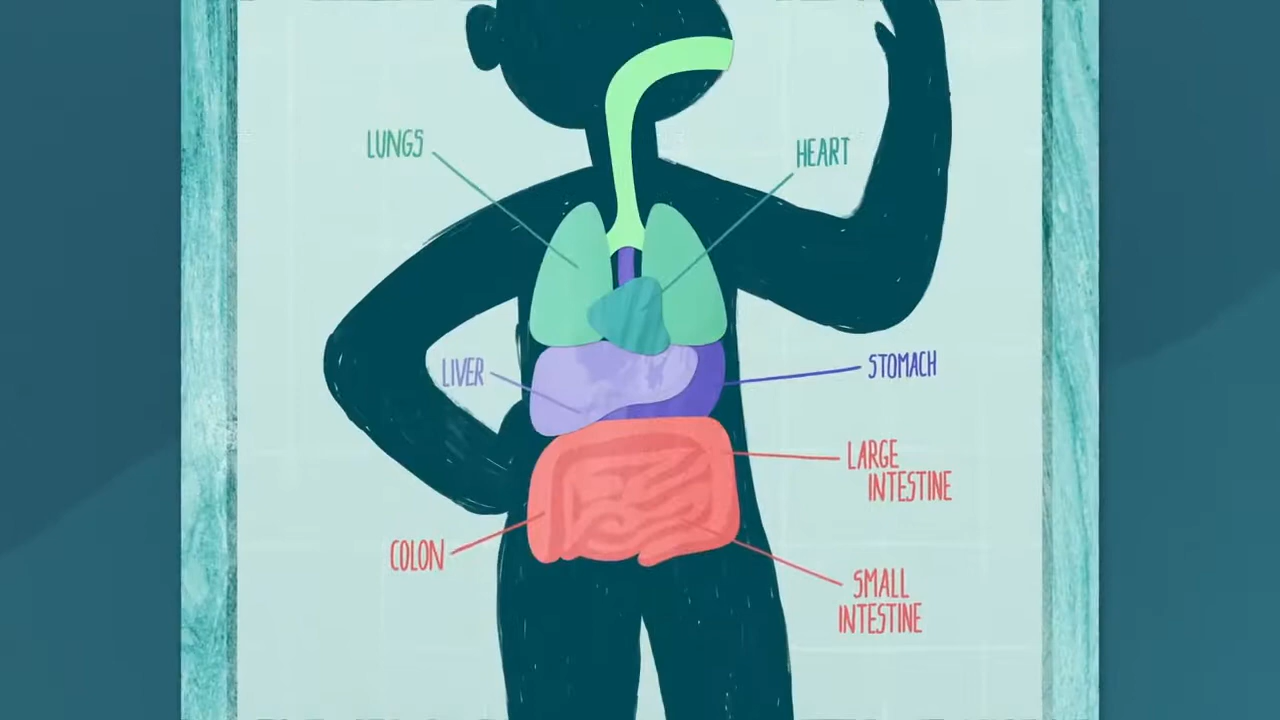 LUNGS
HEART
LIVER
STOMACH
LARGE
INTESTINE
COLON
SMALL
INTESTINE